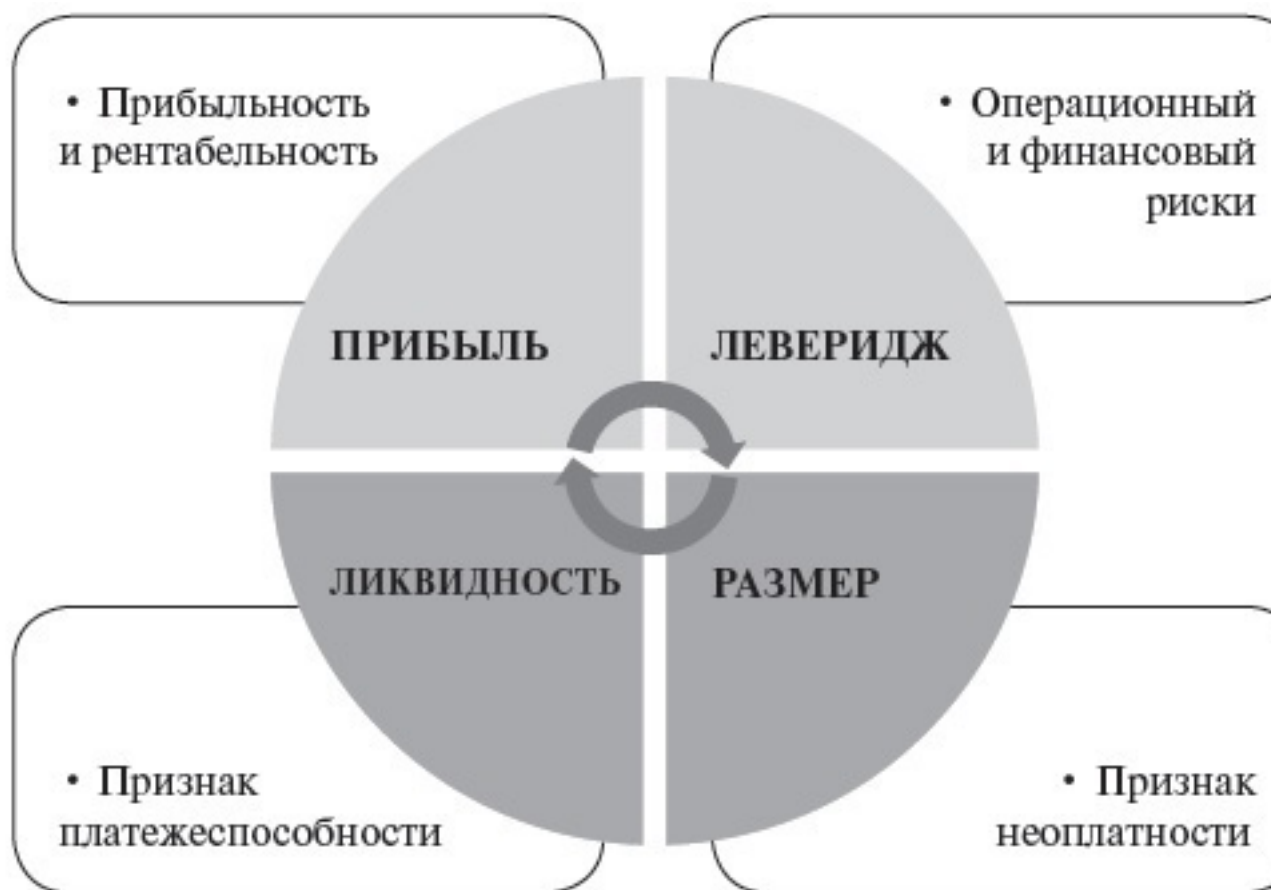 • Прибыльность
и рентабельность
• Операционный
и финансовый
риски
ПРИБЫЛЬ
ЛЕВЕРИДЖ
ЛИКВИДНОСТЬ
РАЗМЕР
• Признак
платежеспособности
• Признак
неоплатности